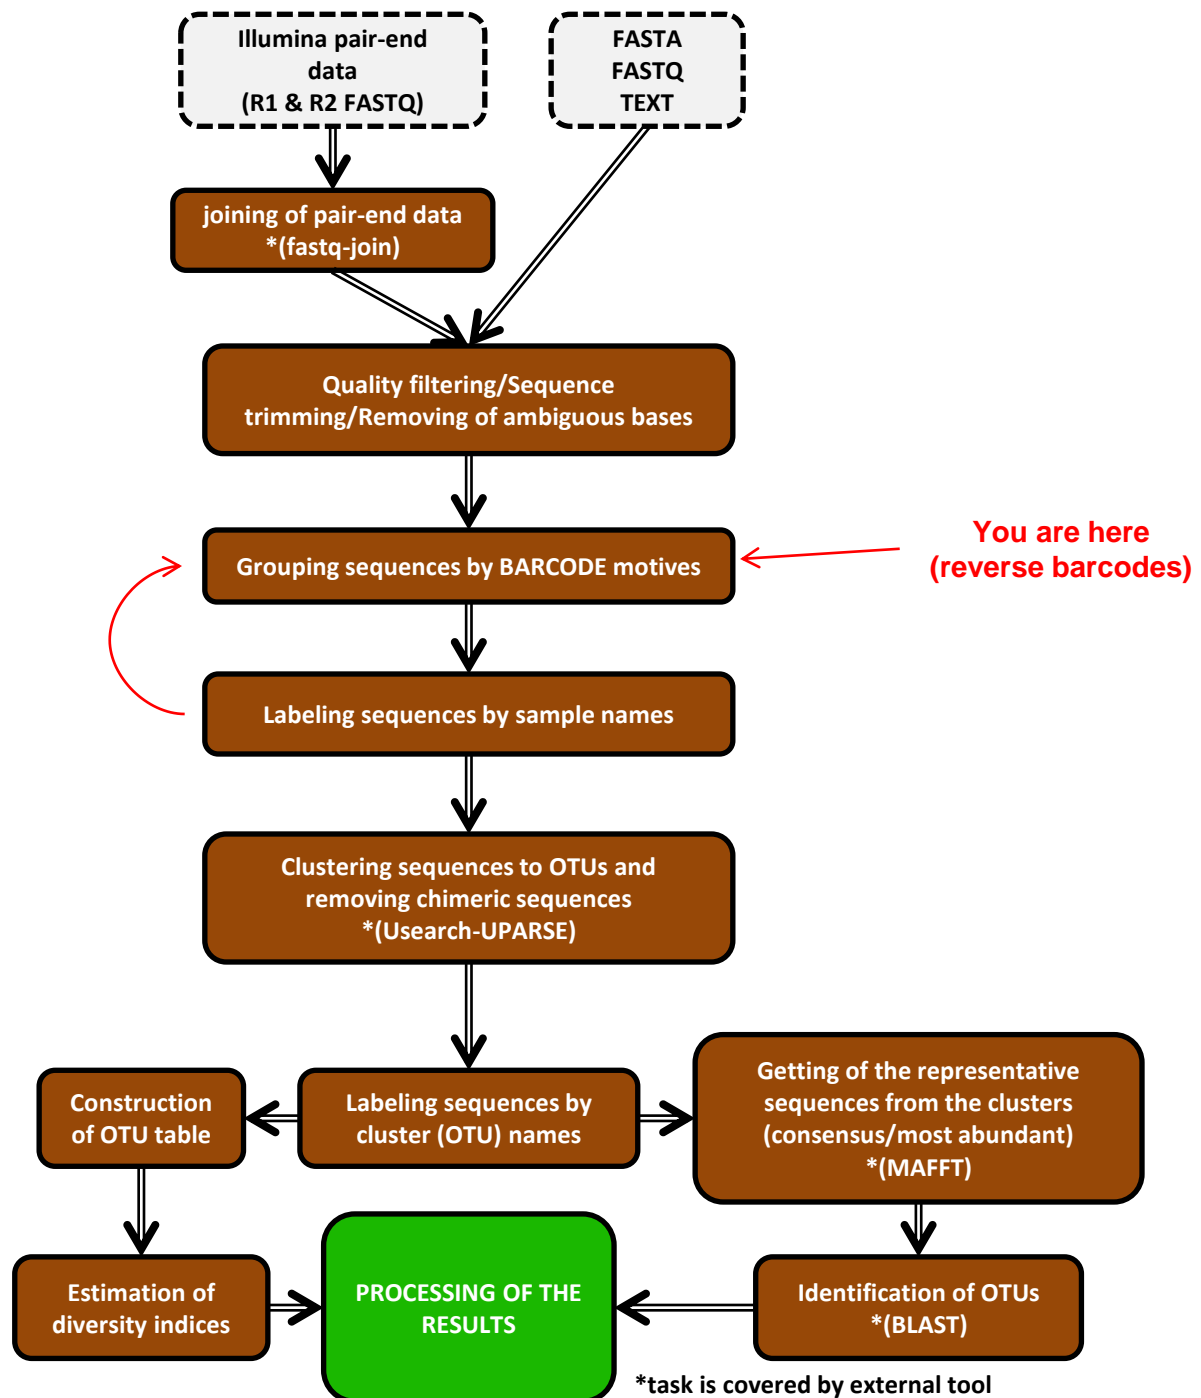 Illumina pair-end
data
(R1 & R2 FASTQ)
FASTA
FASTQ
TEXT
joining of pair-end data
*(fastq-join)
Quality filtering/Sequence
trimming/Removing of ambiguous bases
Grouping sequences by BARCODE motives
You are here
(reverse barcodes)
Labeling sequences by sample names
Clustering sequences to OTUs and
removing chimeric sequences
*(Usearch-UPARSE)
Construction
of OTU table
Labeling sequences by
cluster (OTU) names
Getting of the representative
sequences from the clusters
(consensus/most abundant)
*(MAFFT)
Estimation of
diversity indices
PROCESSING OF THE
RESULTS
Identification of OTUs
*(BLAST)
*task is covered by external tool